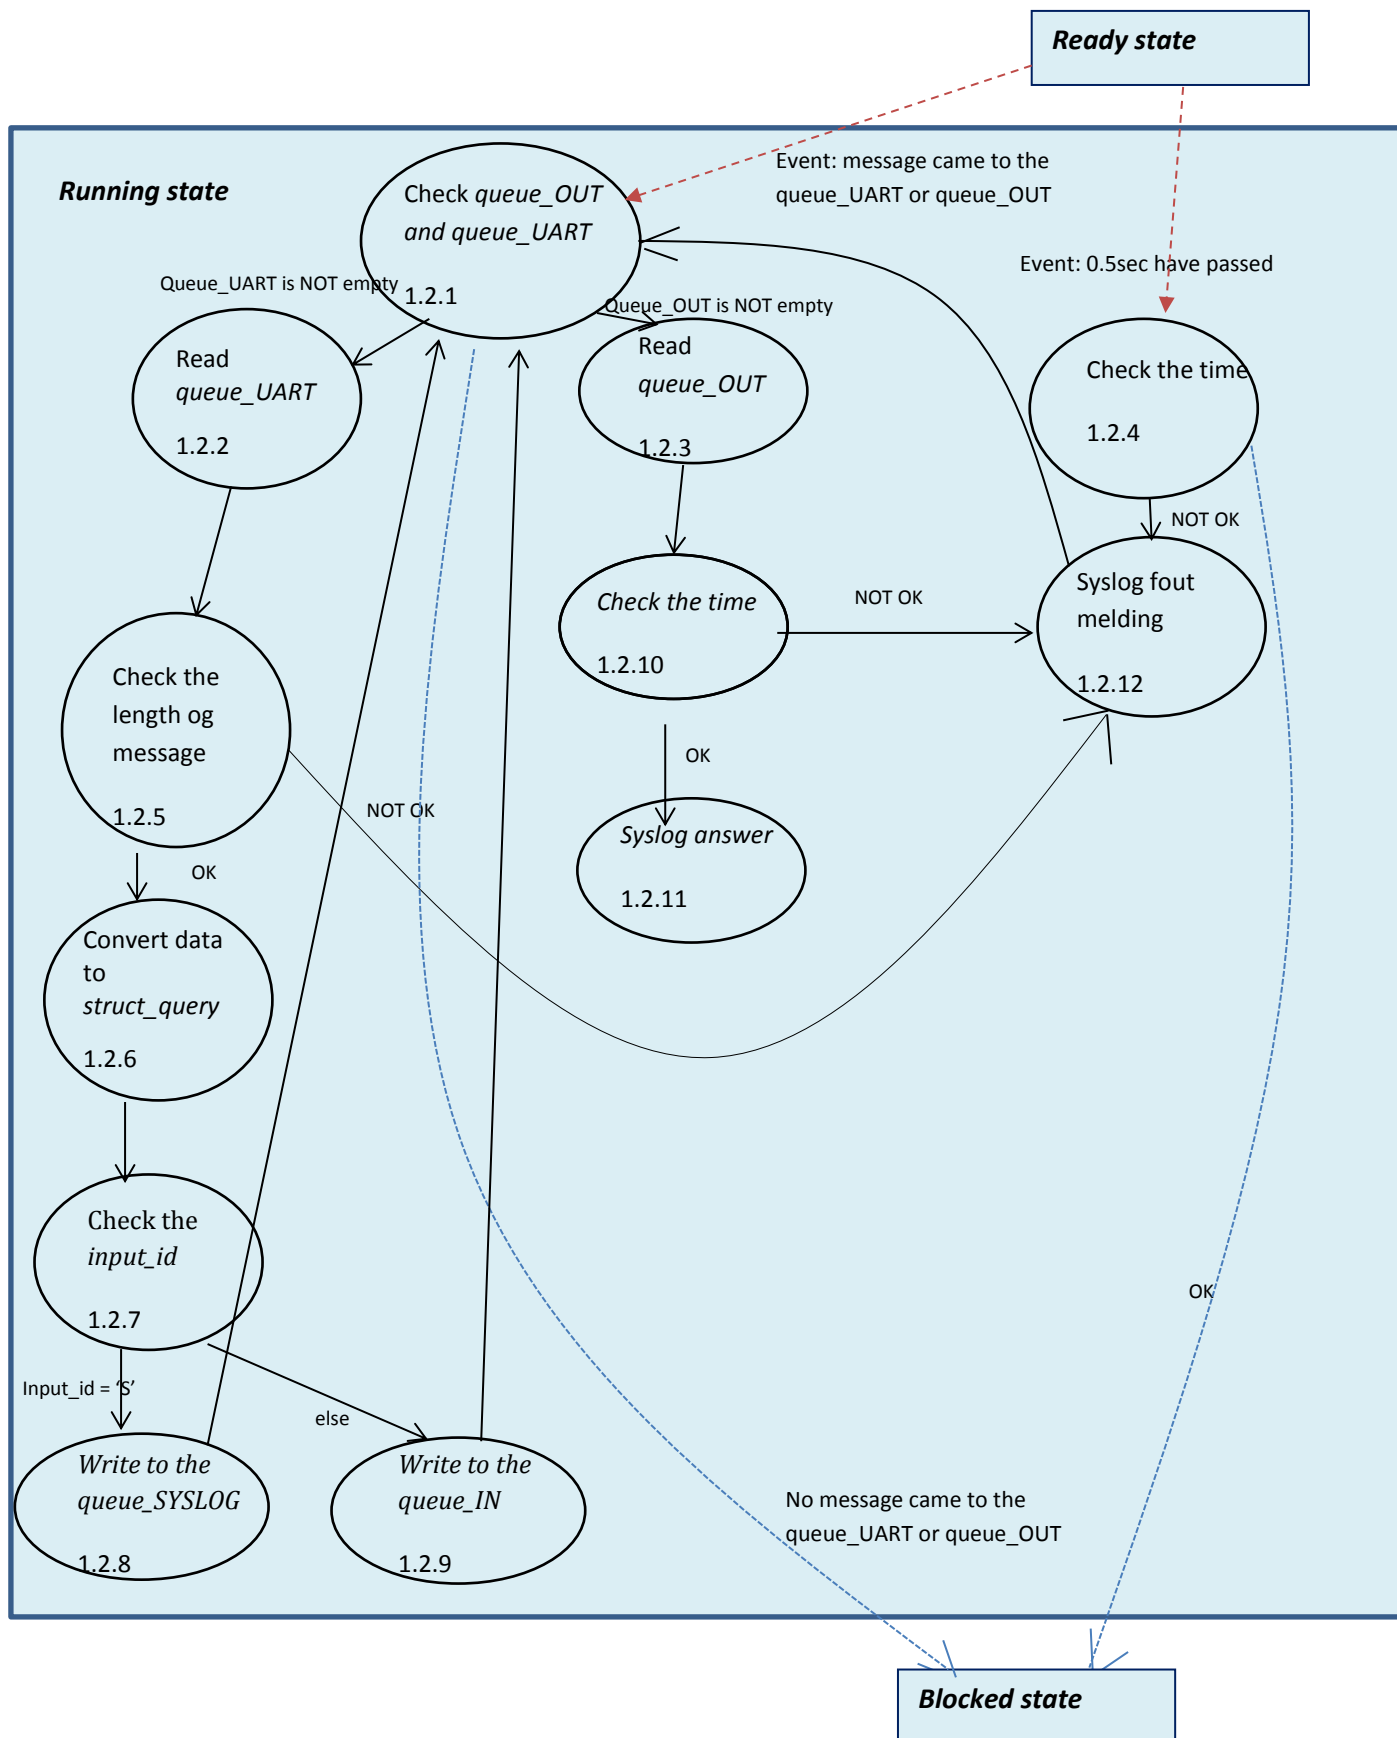 Ready state
Event: message came to the
queue_UART or queue_OUT
Running state
Check queue_OUT
and queue_UART
1.2.1
Event: 0.5sec have passed
Queue_UART is NOT empty
Queue_OUT is NOT empty
Read
queue_UART
1.2.2
Read
queue_OUT
1.2.3
Check the time
1.2.4
NOT OK
Check the time
1.2.10
NOT OK
Syslog fout
melding
1.2.12
Check the
length og
message
1.2.5
NOT OK
OK
Syslog answer
1.2.11
OK
Convert data
to
struct_query
1.2.6
Check the
input_id
1.2.7
OK
Input_id = ‘S’
else
Write to the
queue_SYSLOG
1.2.8
Write to the
queue_IN
1.2.9
No message came to the
queue_UART or queue_OUT
Blocked state